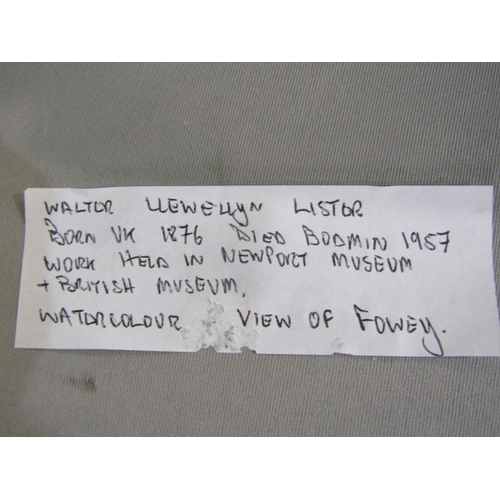 WALTER LLEWELLYN LISTER
BORN UK 1876 DIED BODMIN 1957
WORK HELD IN NEWPORT MUSEUM
+ BRITISH MUSEUM.
WATERCOLOUR VIEW OF FOWEY.